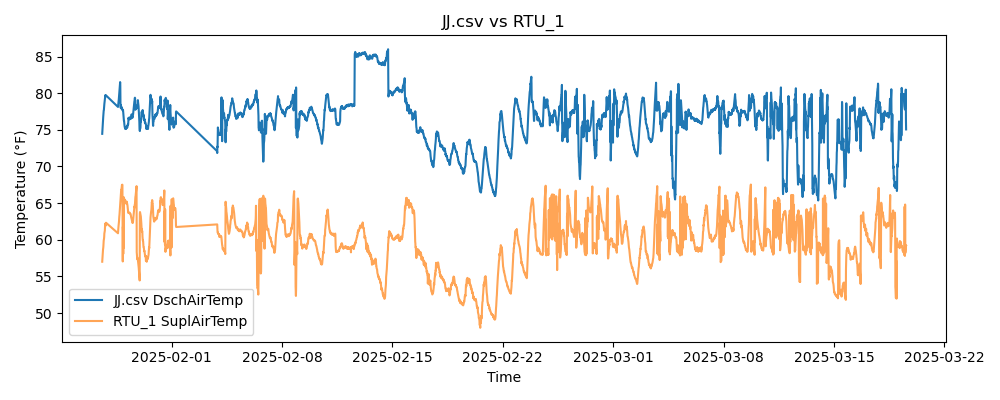 JJ.csv vs RTU_1
Temperature (°F)
85
80
75
70
65
60
55
50
JJ.csv DschAirTemp
RTU_1 SuplAirTemp
2025-02-01 2025-02-08 2025-02-15 2025-02-22 2025-03-01 2025-03-08 2025-03-15 2025-03-22
Time